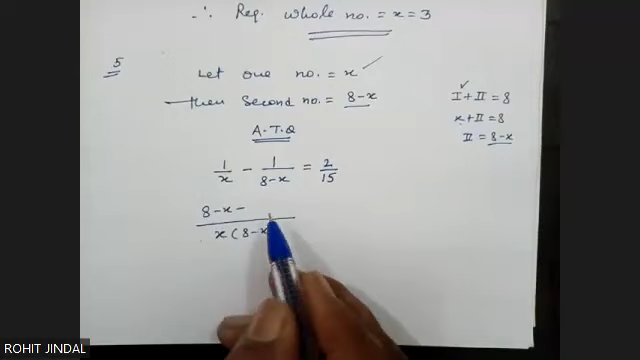 ∴ Req. Whole no. = x = 3
5
Let one no. = x
then Second no. = 8-x
A.T.Q
1/x - 1/(8-x) = 2/15
8-x-
x(8-x
I + II = 8
x + II = 8
II = 8-x
ROHIT JINDAL